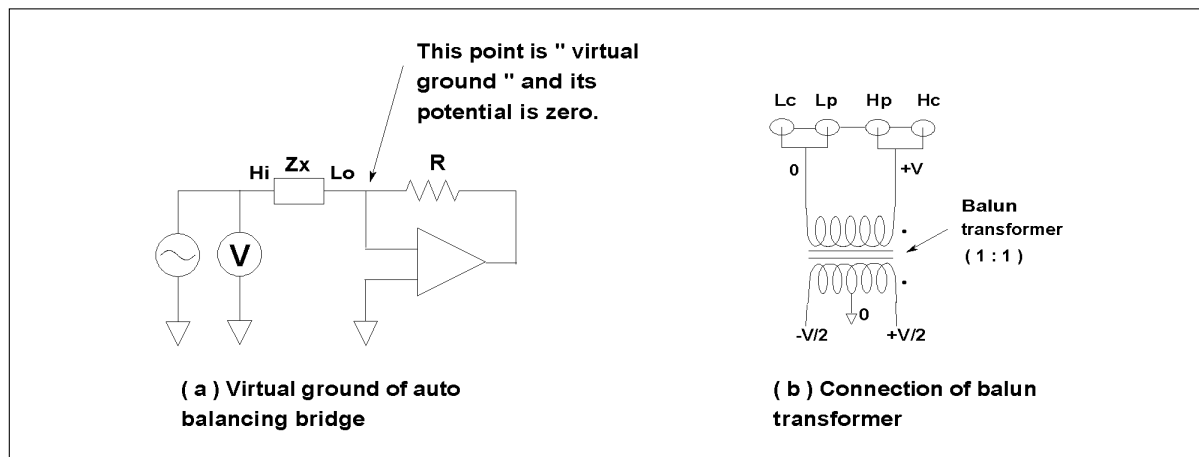 This point is " virtual
ground " and its
potential is zero.
Hi
Zx
Lo
R
V
( a ) Virtual ground of auto
balancing bridge
Lc Lp Hp Hc
0
+V
Balun
transformer
( 1 : 1 )
0
-V/2
+V/2
( b ) Connection of balun
transformer